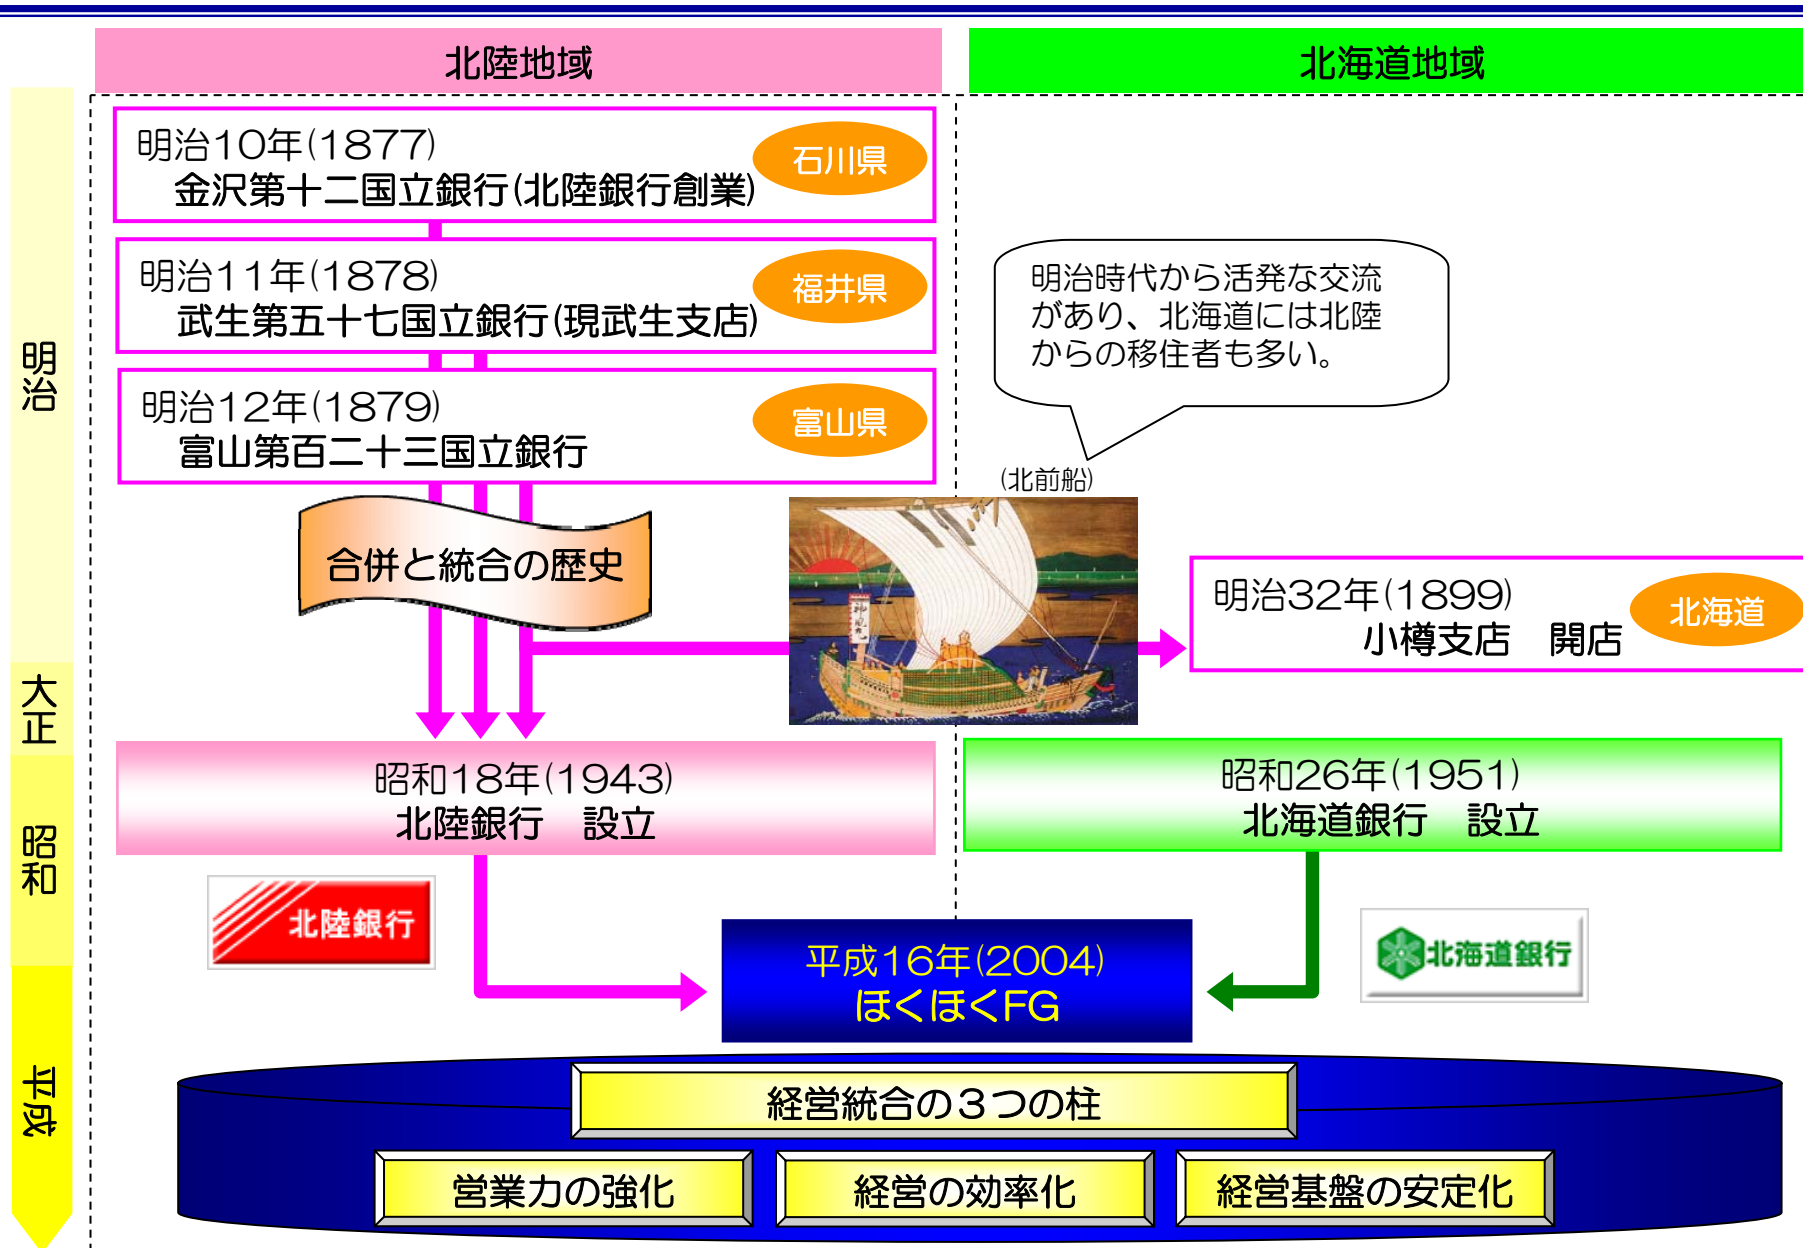 北陸地域
北海道地域
明治
大正
昭和
平成
明治10年(1877)
金沢第十二国立銀行(北陸銀行創業)
石川県
明治11年(1878)
武生第五十七国立銀行(現武生支店)
福井県
明治12年(1879)
富山第百二十三国立銀行
富山県
合併と統合の歴史
明治時代から活発な交流
があり、北海道には北陸
からの移住者も多い。
(北前船)
明治32年(1899)
小樽支店　開店
北海道
昭和18年(1943)
北陸銀行　設立
昭和26年(1951)
北海道銀行　設立
北陸銀行
北海道銀行
平成16年(2004)
ほくほくFG
経営統合の３つの柱
営業力の強化
経営の効率化
経営基盤の安定化